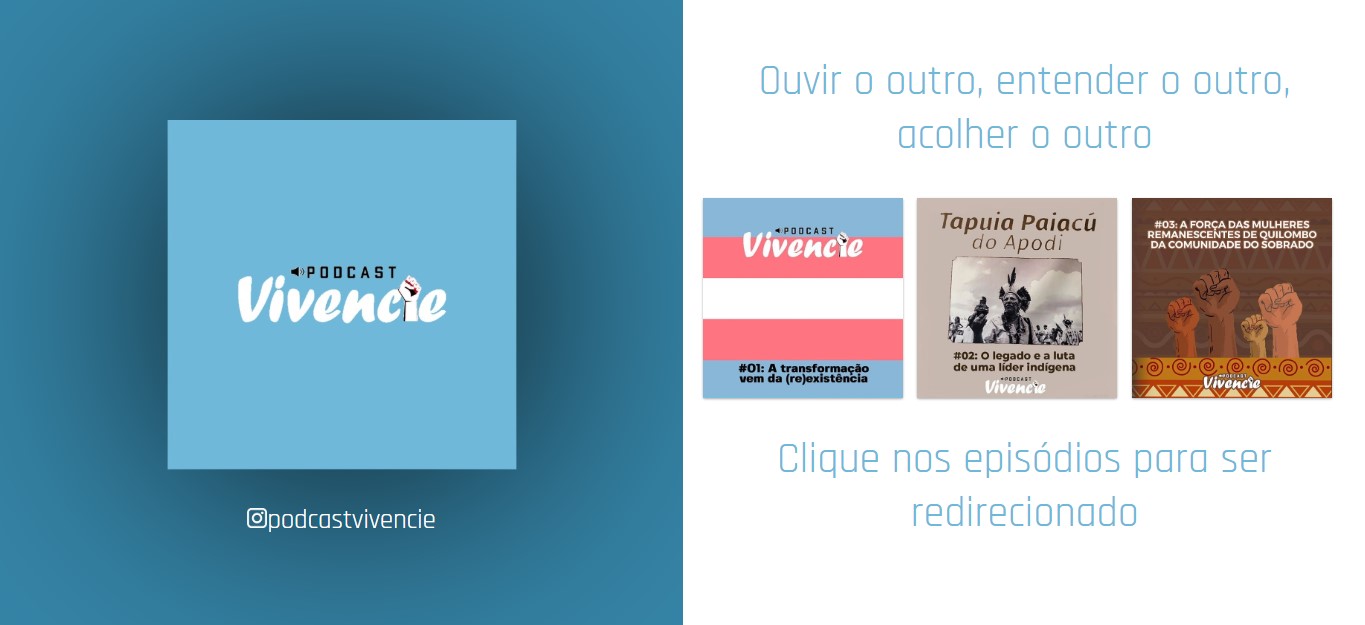 PODCAST
Vivencie
podcastvivencie
Ouvir o outro, entender o outro,
acolher o outro
PODCAST
Vivencie
#01: A transformação
vem da (re)existência
Tapuia Paiacú
do Apodi
#02: O legado e a luta
de uma líder indígena
PODCAST
Vivencie
#03: A FORÇA DAS MULHERES
REMANESCENTES DE QUILOMBO
DA COMUNIDADE DO SOBRADO
PODCAST
Vivencie
Clique nos episódios para ser
redirecionado